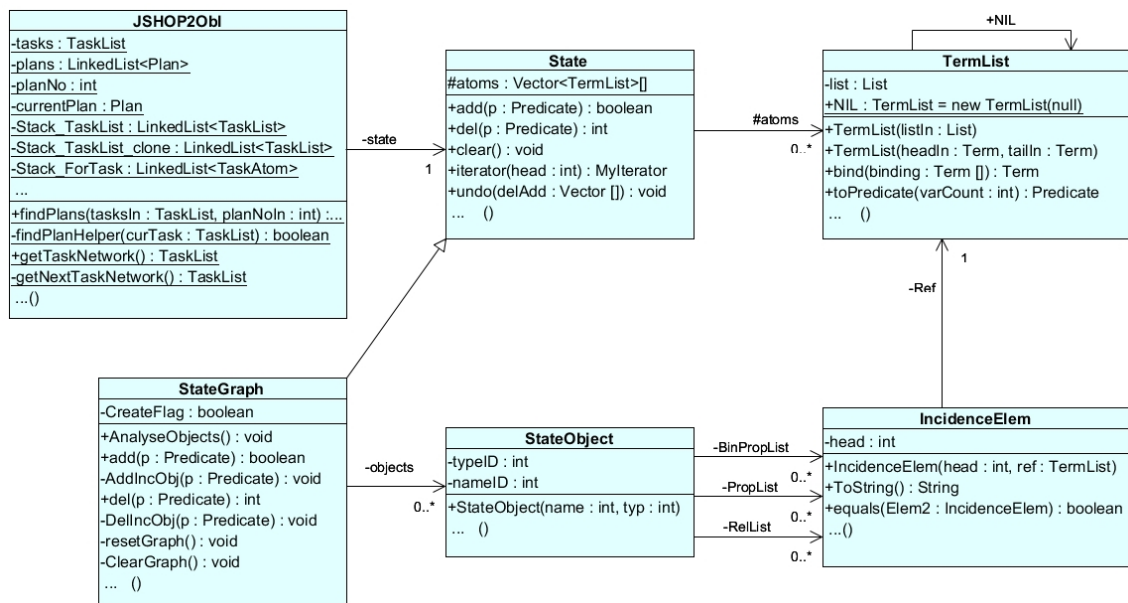 JSHOP2Obl
-tasks : TaskList
-plans : LinkedList<Plan>
-planNo : int
-currentPlan : Plan
-Stack_TaskList : LinkedList<TaskList>
-Stack_TaskList_clone : LinkedList<TaskList>
-Stack_ForTask : LinkedList<TaskAtom>
...
+findPlans(tasksIn : TaskList, planNoIn : int) :...
-findPlanHelper(curTask : TaskList) : boolean
+getTaskNetwork() : TaskList
-getNextTaskNetwork() : TaskList
...()
-state
1
State
#atoms : Vector<TermList>[]
+add(p : Predicate) : boolean
+del(p : Predicate) : int
+clear() : void
+iterator(head : int) : MyIterator
+undo(delAdd : Vector []) : void
... ()
#atoms
0..*
+NIL
TermList
-list : List
+NIL : TermList = new TermList(null)
+TermList(listIn : List)
+TermList(headIn : Term, tailIn : Term)
+bind(binding : Term []) : Term
+toPredicate(varCount : int) : Predicate
... ()
1
-Ref
StateGraph
-CreateFlag : boolean
+AnalyseObjects() : void
+add(p : Predicate) : boolean
-AddIncObj(p : Predicate) : void
+del(p : Predicate) : int
-DelIncObj(p : Predicate) : void
-resetGraph() : void
-ClearGraph() : void
... ()
-objects
0..*
StateObject
-typeID : int
-nameID : int
+StateObject(name : int, typ : int)
... ()
-BinPropList
0..*
-PropList
0..*
-RelList
0..*
IncidenceElem
-head : int
+IncidenceElem(head : int, ref : TermList)
+ToString() : String
+equals(Elem2 : IncidenceElem) : boolean
...()